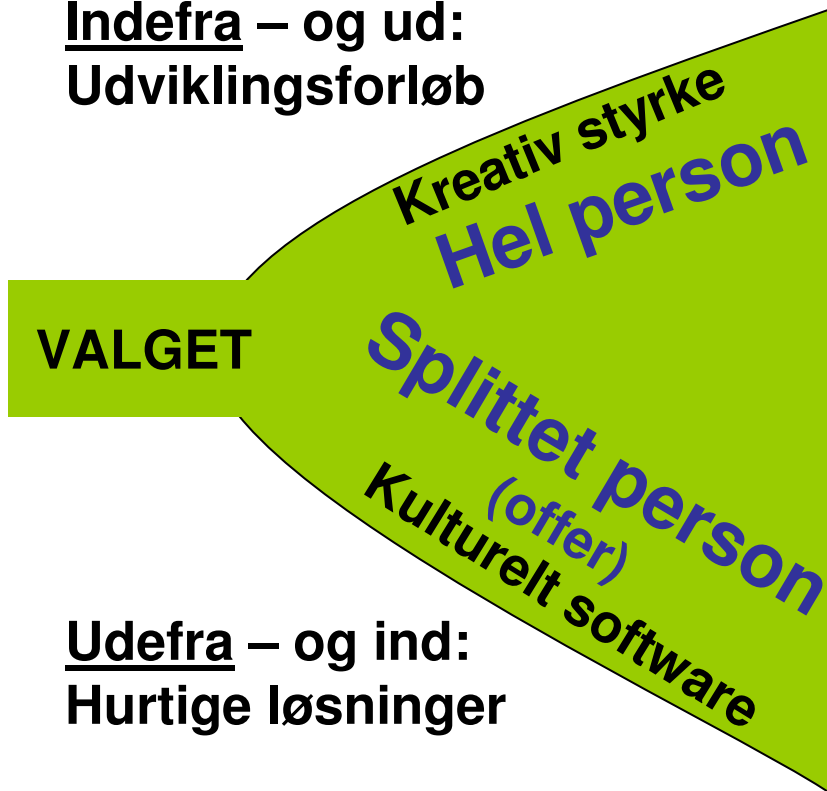 Indefra – og ud:
Udviklingsforløb
Kreativ styrke
Hel person
VALGET
Splittet person
(offer)
Kulturelt software
Udefra – og ind:
Hurtige løsninger